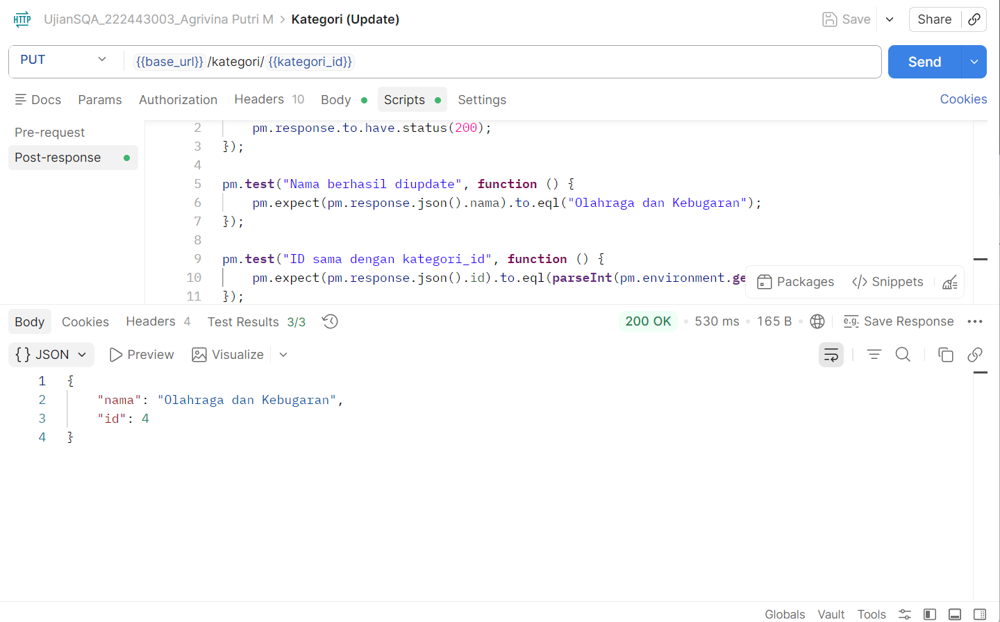 HTTP UjianSQA_222443003_Agrivina Putri M > Kategori (Update) Save Share
PUT {{base_url}} /kategori/ {{kategori_id}} Send
Docs Params Authorization Headers 10 Body Scripts Settings Cookies
Pre-request
Post-response
2 pm.response.to.have.status(200);
3 });
4
5 pm.test("Nama berhasil diupdate", function () {
6 pm.expect(pm.response.json().nama).to.eql("Olahraga dan Kebugaran");
7 });
8
9 pm.test("ID sama dengan kategori_id", function () {
10 pm.expect(pm.response.json().id).to.eql(parseInt(pm.environment.ge
11 });
Packages </> Snippets
Body Cookies Headers 4 Test Results 3/3 200 OK 530 ms 165 B e.g. Save Response
{} JSON Preview Visualize
1 {
2 "nama": "Olahraga dan Kebugaran",
3 "id": 4
4 }
Globals Vault Tools